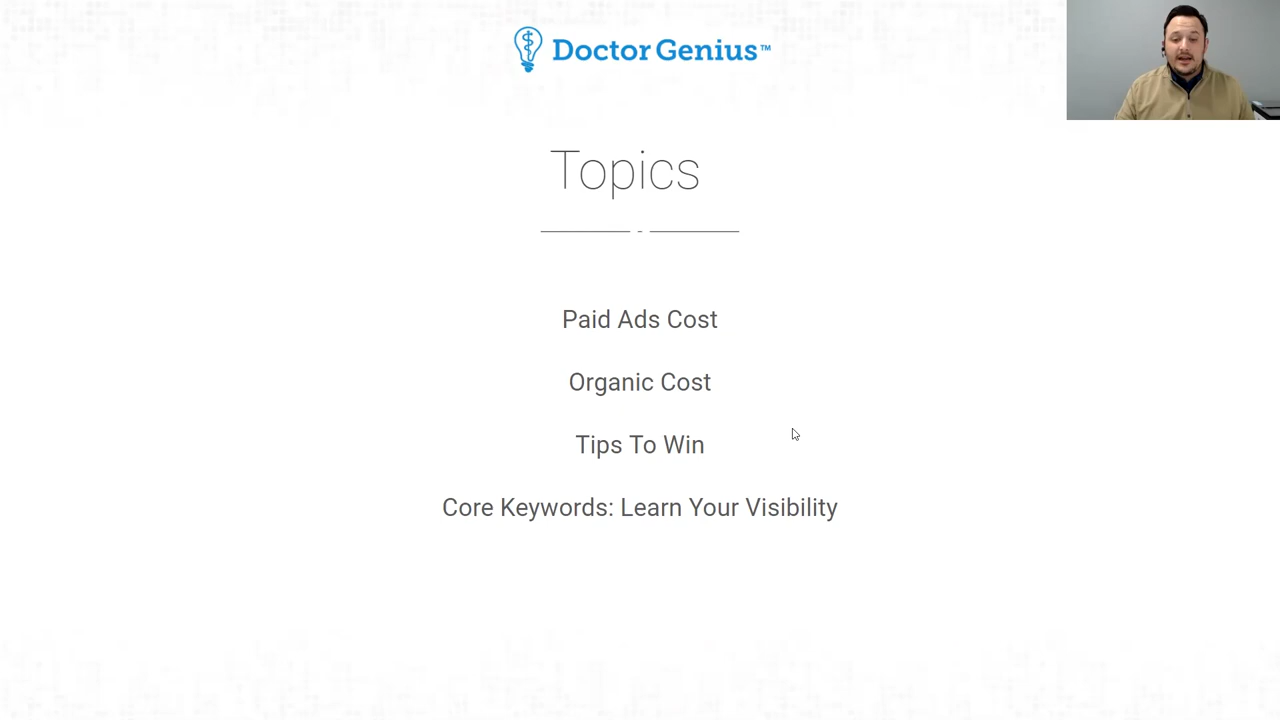 Doctor Genius™
Topics
Paid Ads Cost
Organic Cost
Tips To Win
Core Keywords: Learn Your Visibility